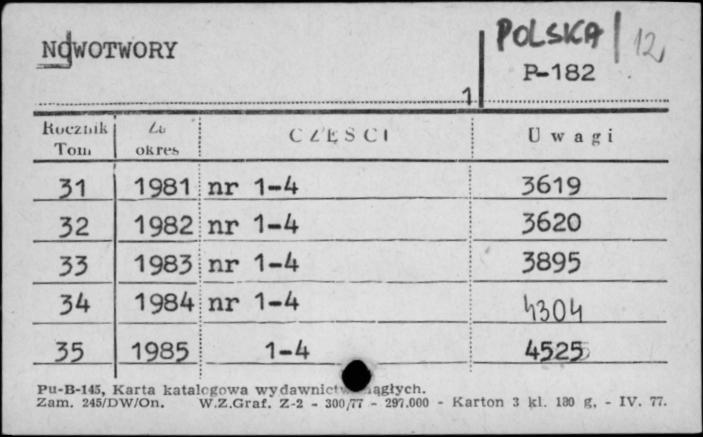 POLSKA 12
NOWOTWORY
P-182
1
Rocznik Za CZĘŚCI Uwagi
Tom okres
31 1981 nr 1-4 3619
32 1982 nr 1-4 3620
33 1983 nr 1-4 3895
34 1984 nr 1-4 4304
35 1985 1-4 4525
Pu-B-145, Karta katalogowa wydawnictw ciągłych.
Zam. 245/DW/On. W.Z.Graf. Z-2 - 300/77 - 297.000 - Karton 3 kl. 180 g, - IV. 77.